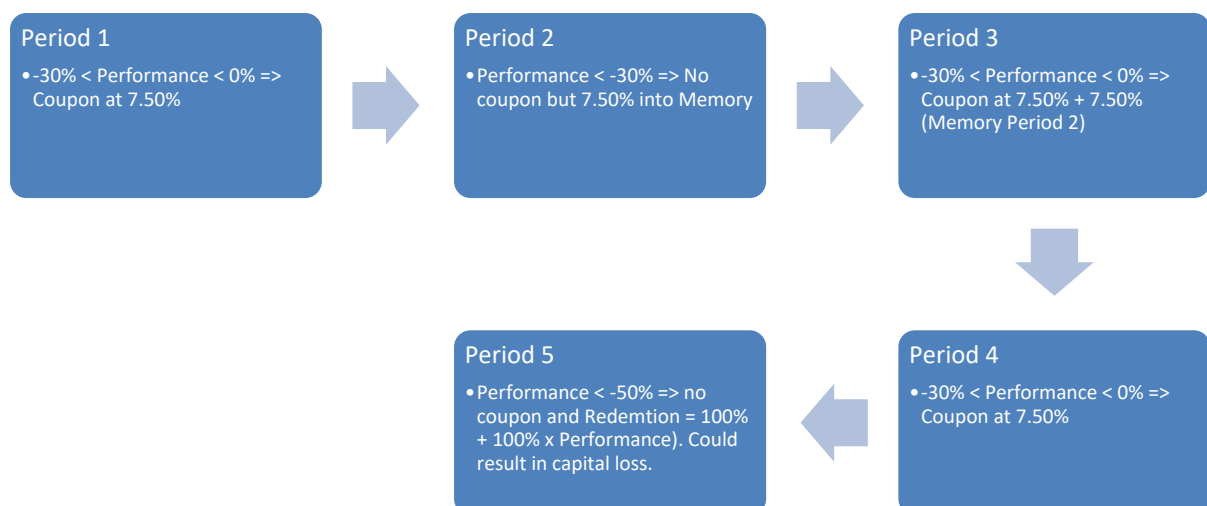 Period 1
•-30% < Performance < 0% =>
Coupon at 7.50%
Period 2
•Performance < -30% => No
coupon but 7.50% into Memory
Period 3
•-30% < Performance < 0% =>
Coupon at 7.50% + 7.50%
(Memory Period 2)
Period 4
•-30% < Performance < 0% =>
Coupon at 7.50%
Period 5
•Performance < -50% => no
coupon and Redemtion = 100%
+ 100% x Performance). Could
result in capital loss.